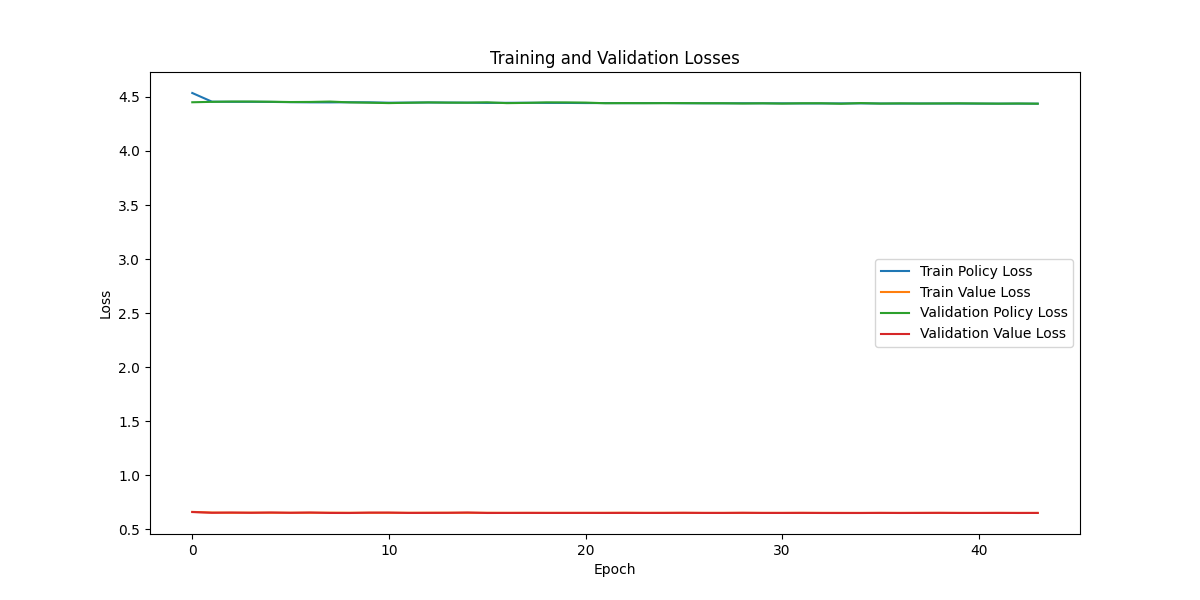 Training and Validation Losses
4.5
4.0
3.5
3.0
2.5
2.0
1.5
1.0
0.5
Loss
Train Policy Loss
Train Value Loss
Validation Policy Loss
Validation Value Loss
0 10 20 30 40
Epoch